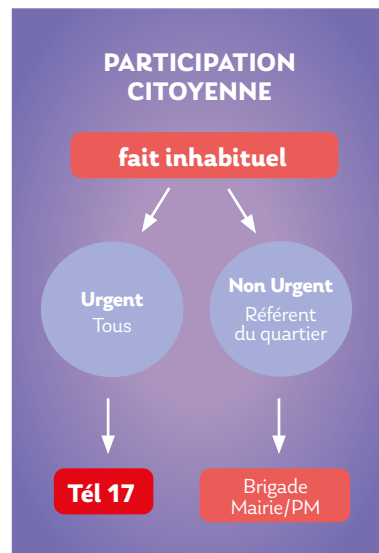 PARTICIPATION
CITOYENNE
fait inhabituel
Urgent
Tous
Non Urgent
Référent
du quartier
Tél 17
Brigade
Mairie/PM